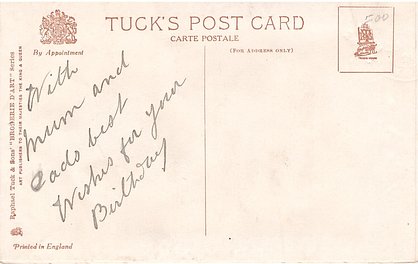 TUCK'S POST CARD
CARTE POSTALE
By Appointment
(FOR ADDRESS ONLY)
500
With
Mum and
Dads best
Wishes for your
Birthday
Raphael Tuck & Sons' "BRODERIE D'ART" Series
ART PUBLISHERS TO THEIR MAJESTIES THE KING & QUEEN
Printed in England